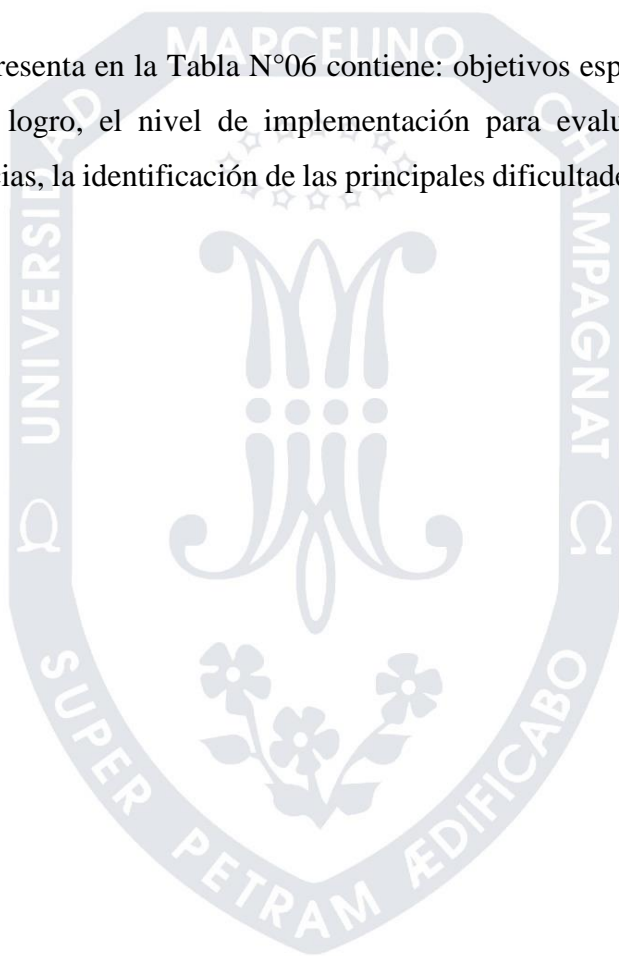 MARCELINO
resenta en la Tabla N°06 contiene: objetivos esp
logro, el nivel de implementación para evalu
ias, la identificación de las principales dificultade
UNIVERSIDAD
CHAMPAGNAT
SUPER PETRAM ÆDIFICABO